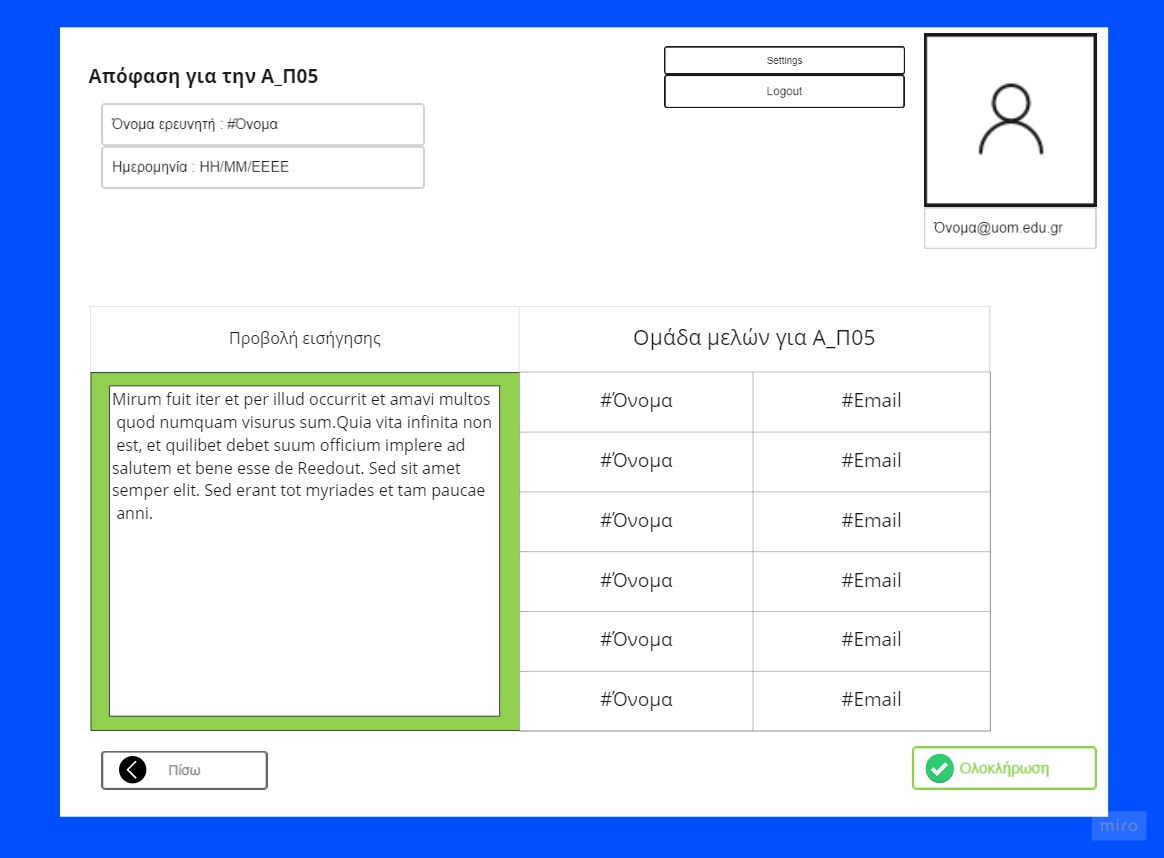 Απόφαση για την Α_Π05
Settings
Logout
Όνομα ερευνητή : #Όνομα
Ημερομηνία : ΗΗ/ΜΜ/ΕΕΕΕ
Όνομα@uom.edu.gr
Προβολή εισήγησης
Ομάδα μελών για Α_Π05
Mirum fuit iter et per illud occurrit et amavi multos
quod numquam visurus sum.Quia vita infinita non
est, et quilibet debet suum officium implere ad
salutem et bene esse de Reedout. Sed sit amet
semper elit. Sed erant tot myriades et tam paucae
anni.
#Όνομα #Email
#Όνομα #Email
#Όνομα #Email
#Όνομα #Email
#Όνομα #Email
#Όνομα #Email
Πίσω
Ολοκλήρωση
miro